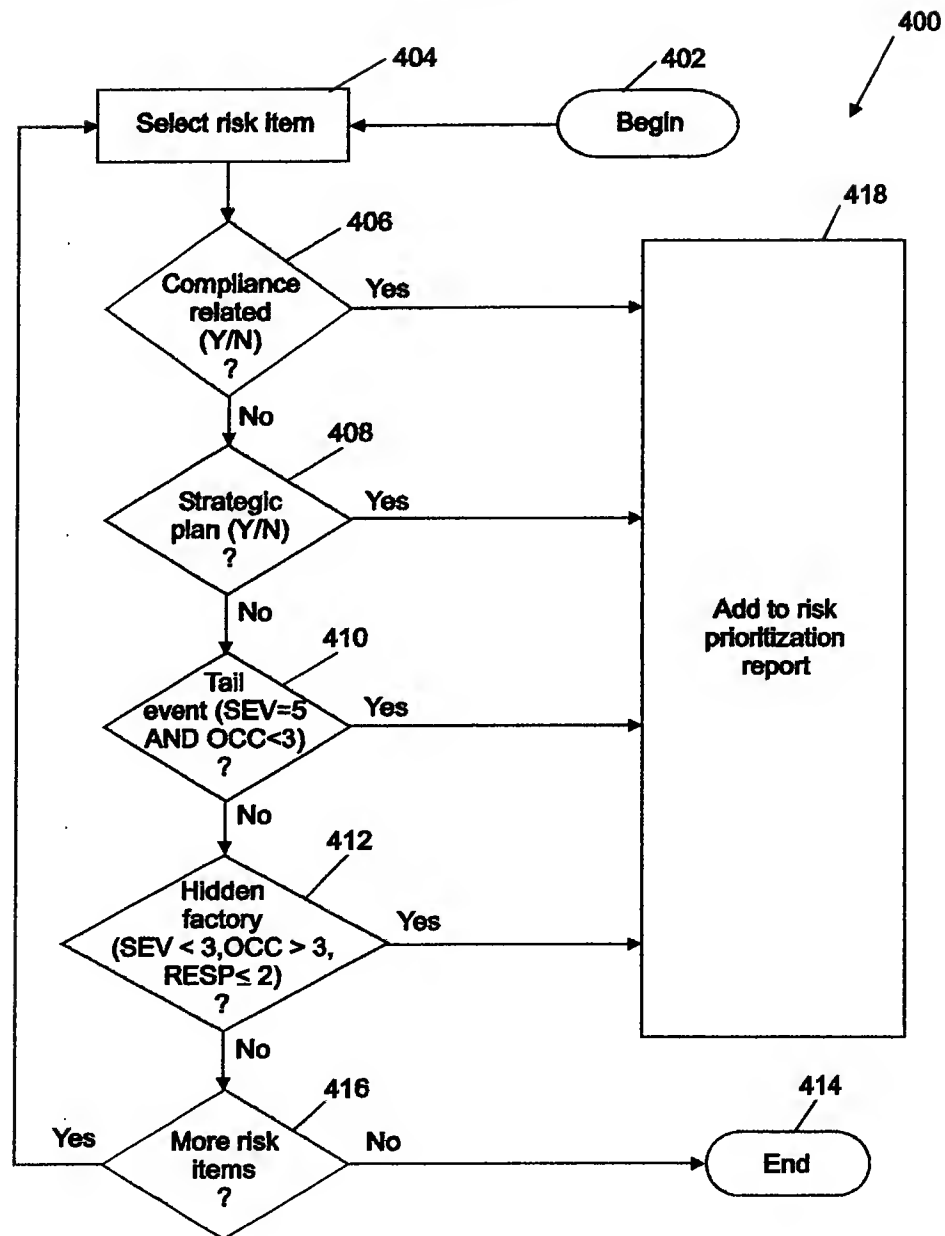 400
404
402
Select risk item
Begin
418
406
Compliance
related
(Y/N)
?
Yes
No
408
Strategic
plan (Y/N)
?
Yes
No
410
Tail
event (SEV=5
AND OCC<3)
?
Yes
Add to risk
prioritization
report
No
412
Hidden
factory
(SEV < 3,OCC > 3,
RESP≤ 2)
?
Yes
No
416
414
Yes
More risk
items
?
No
End